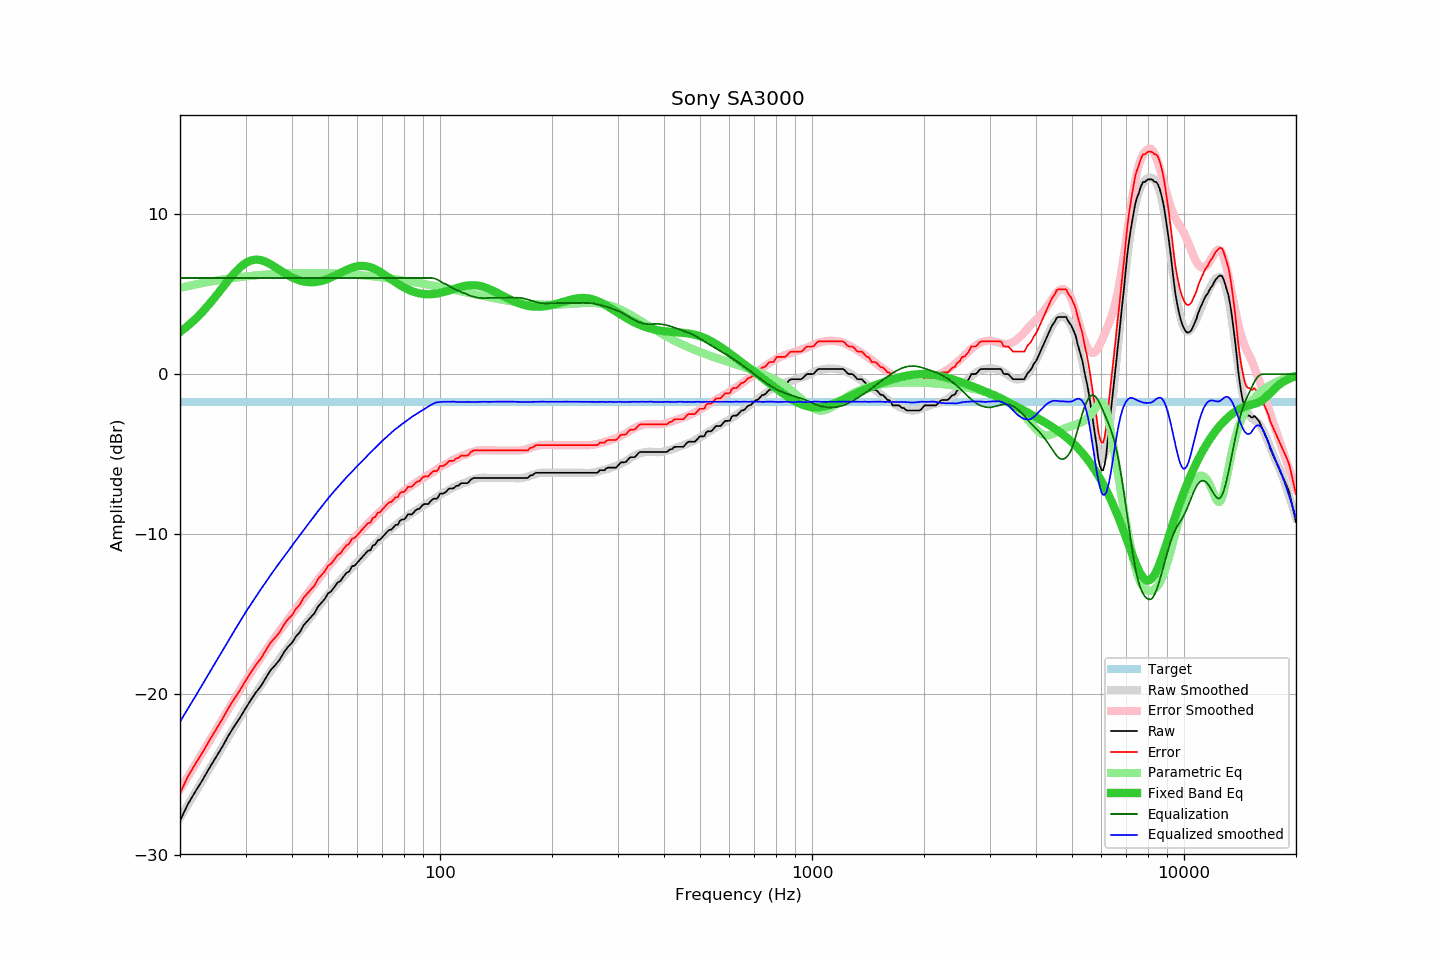 Sony SA3000
Amplitude (dBr)
10
0
−10
−20
−30
100
1000
10000
Frequency (Hz)
Target
Raw Smoothed
Error Smoothed
Raw
Error
Parametric Eq
Fixed Band Eq
Equalization
Equalized smoothed